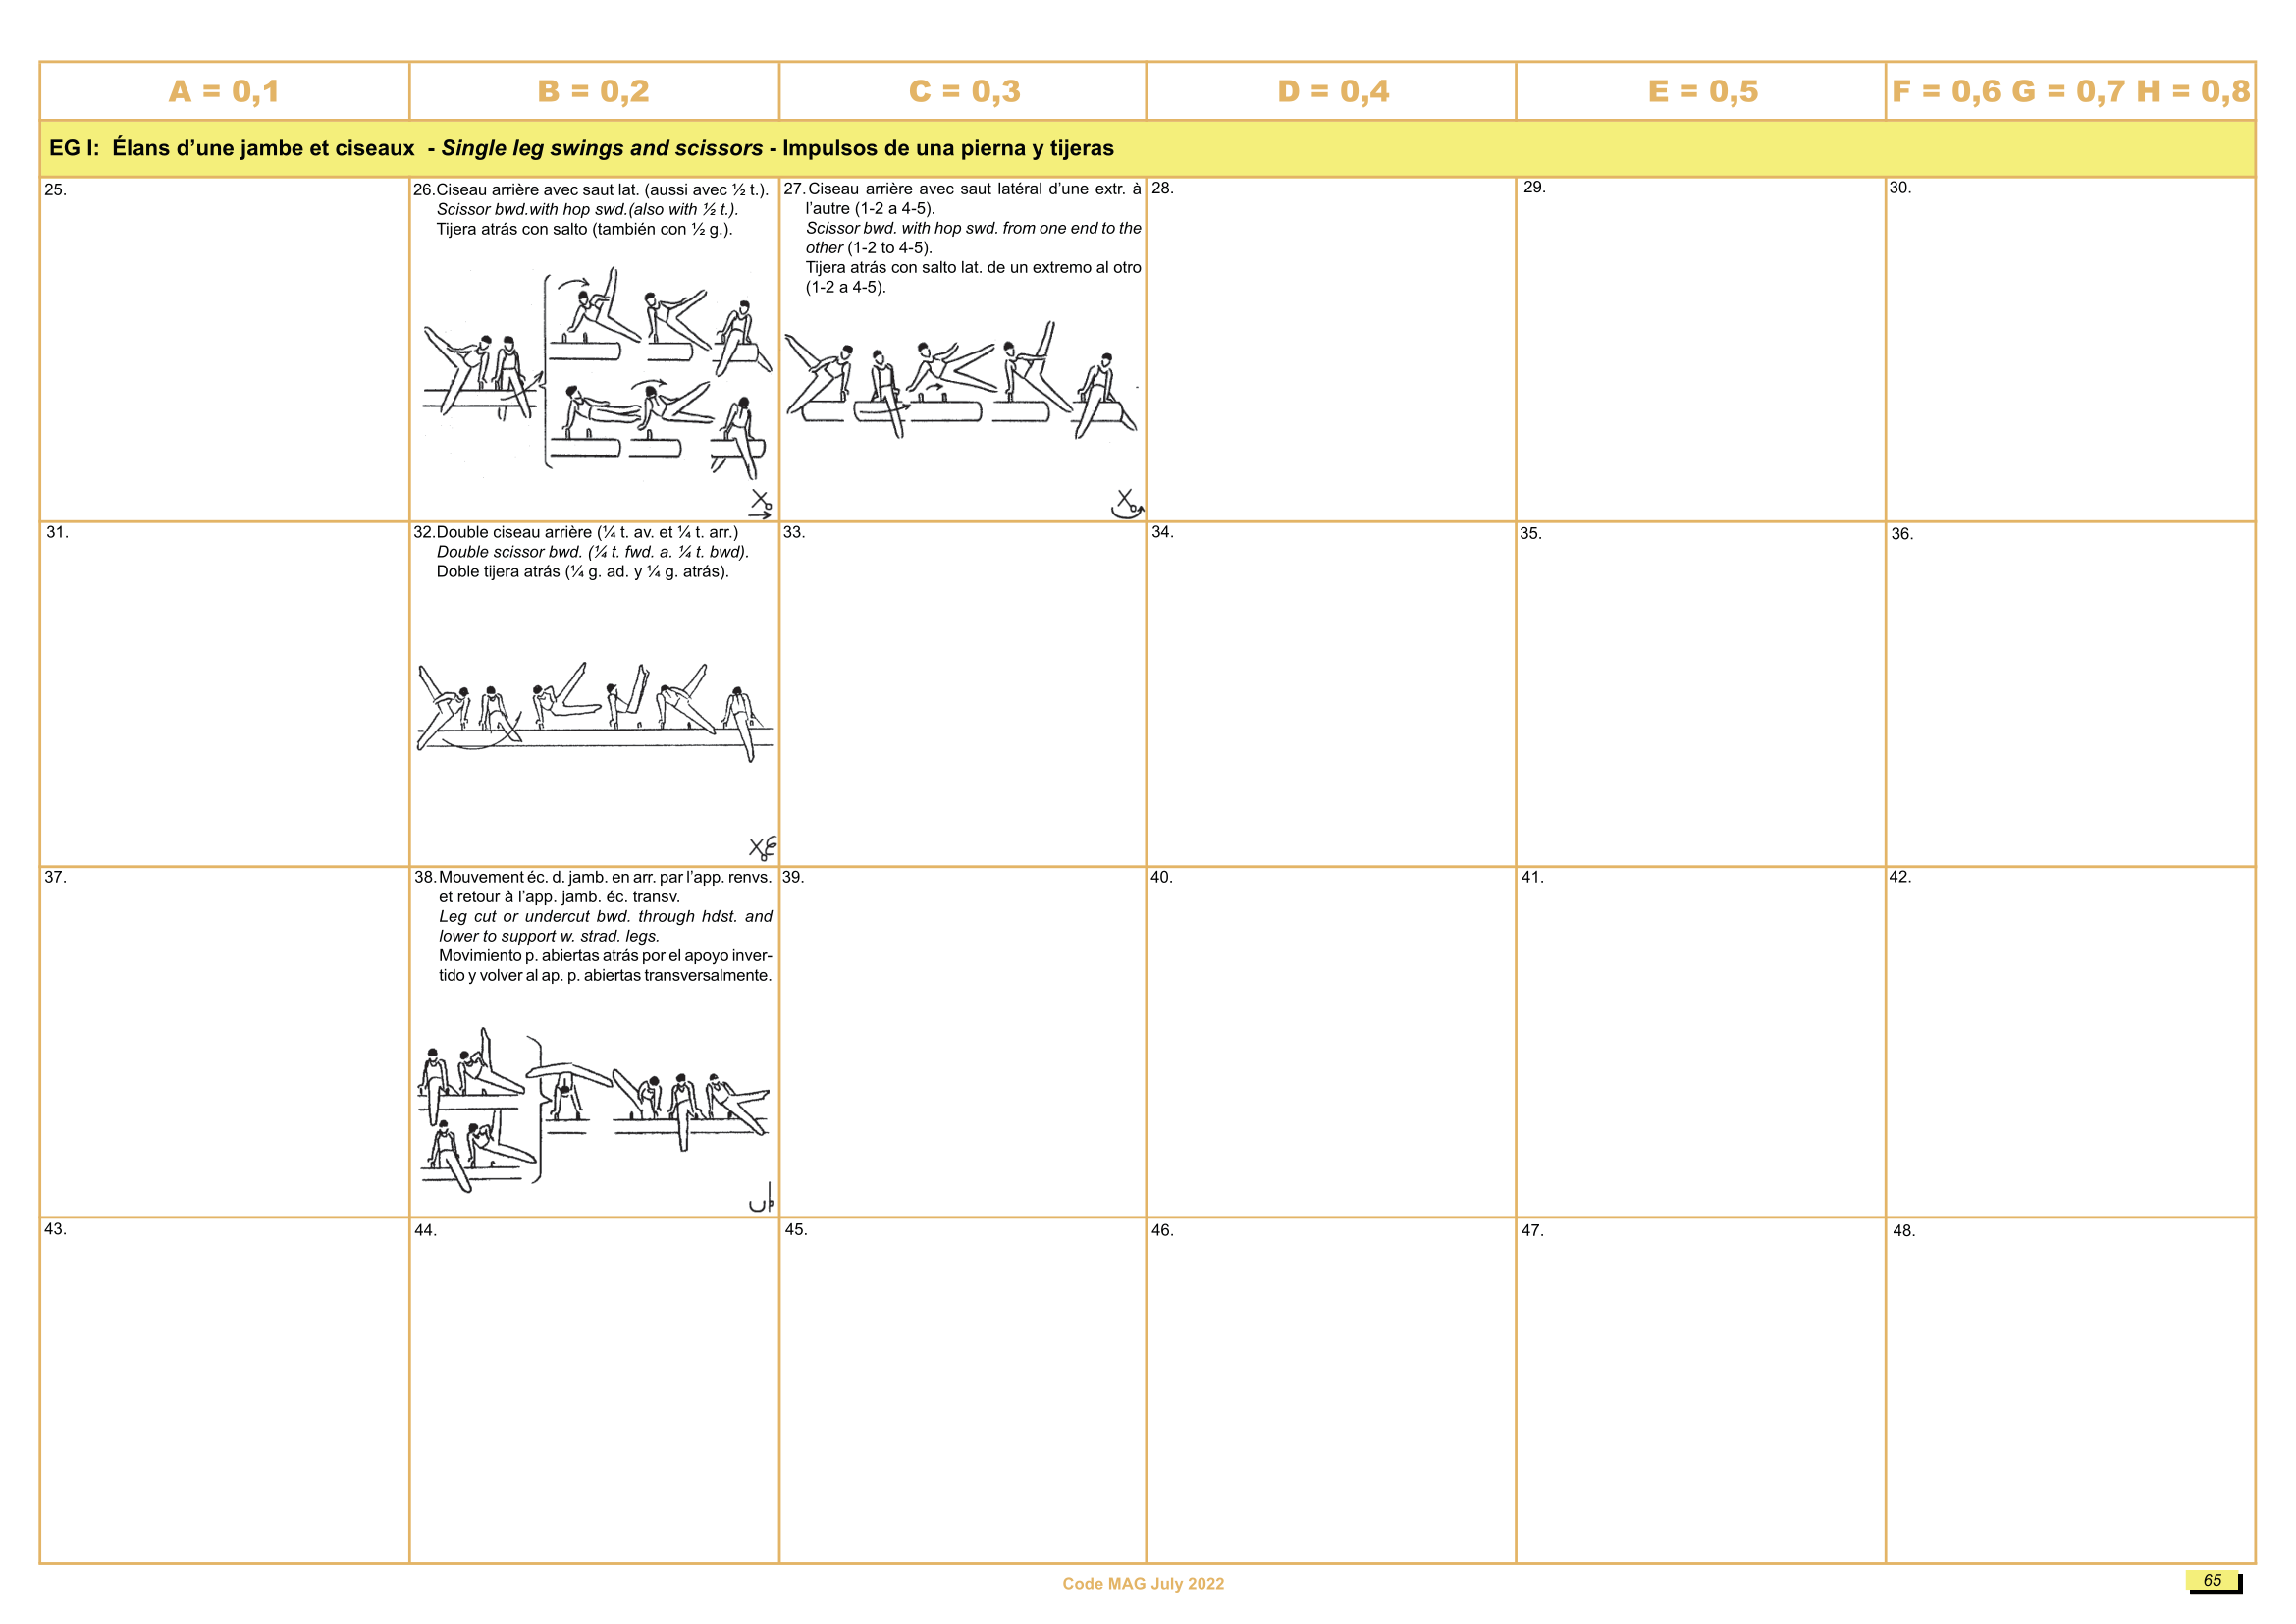 A = 0,1
B = 0,2
C = 0,3
D = 0,4
E = 0,5
F = 0,6 G = 0,7 H = 0,8
EG I:  Élans d’une jambe et ciseaux  - Single leg swings and scissors - Impulsos de una pierna y tijeras
25.
26.Ciseau arrière avec saut lat. (aussi avec ½ t.).
Scissor bwd.with hop swd.(also with ½ t.).
Tijera atrás con salto (también con ½ g.).
27. Ciseau arrière avec saut latéral d’une extr. à
l’autre (1-2 a 4-5).
Scissor bwd. with hop swd. from one end to the
other (1-2 to 4-5).
Tijera atrás con salto lat. de un extremo al otro
(1-2 a 4-5).
28.
29.
30.
31.
32.Double ciseau arrière (¼ t. av. et ¼ t. arr.)
Double scissor bwd. (¼ t. fwd. a. ¼ t. bwd).
Doble tijera atrás (¼ g. ad. y ¼ g. atrás).
33.
34.
35.
36.
37.
38. Mouvement éc. d. jamb. en arr. par l’app. renvs.
et retour à l’app. jamb. éc. transv.
Leg cut or undercut bwd. through hdst. and
lower to support w. strad. legs.
Movimiento p. abiertas atrás por el apoyo inver-
tido y volver al ap. p. abiertas transversalmente.
39.
40.
41.
42.
43.
44.
45.
46.
47.
48.
Code MAG July 2022
65